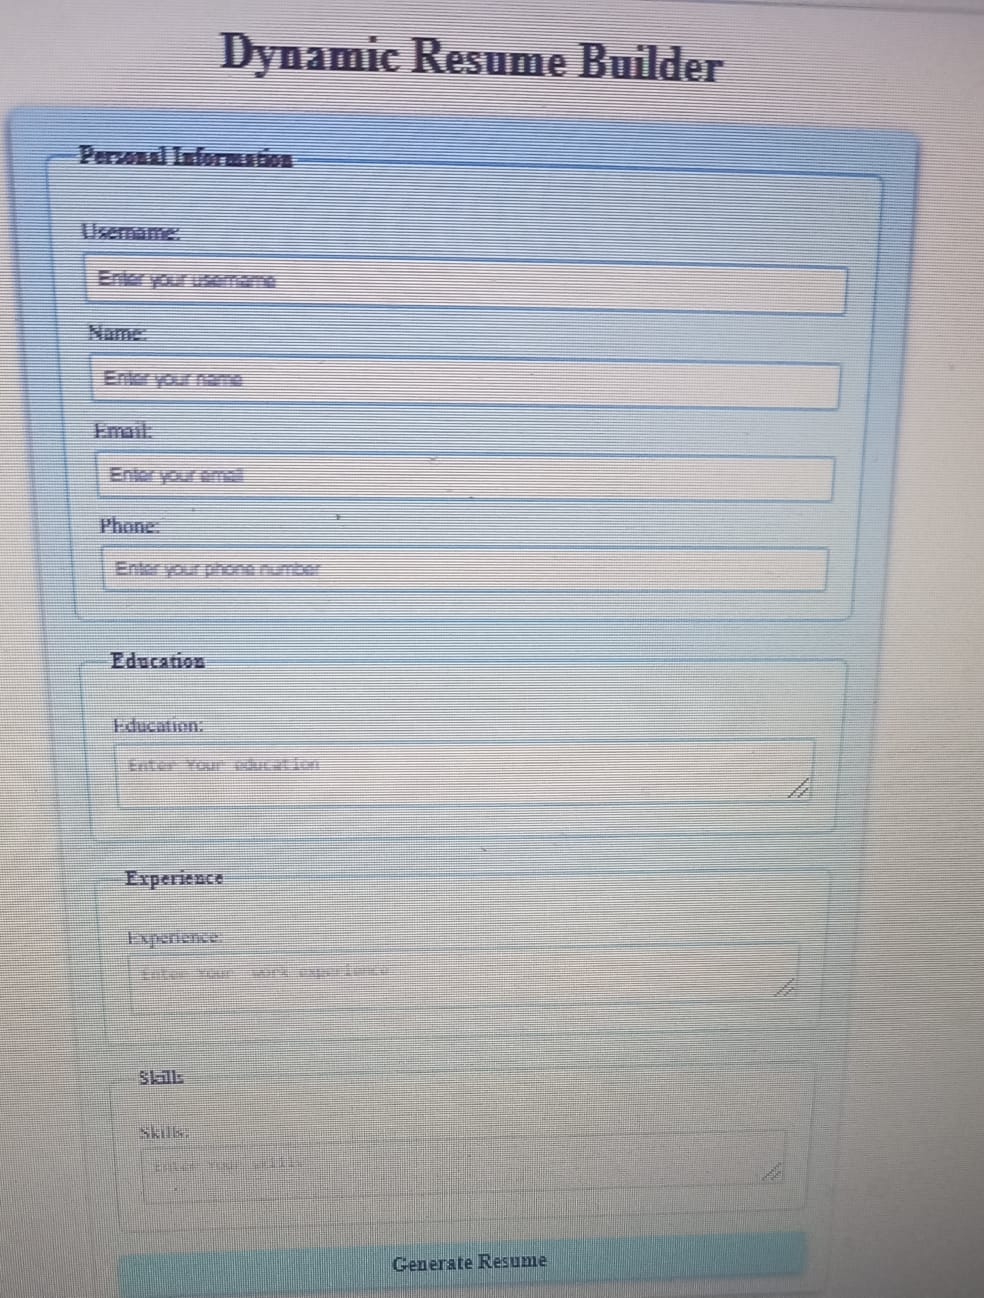 Dynamic Resume Builder
Personal Information
Username:
Enter your username
Name:
Enter your name
Email:
Enter your email
Phone:
Enter your phone number
Education
Education:
Enter Your education
Experience
Experience:
Enter Your work experience
Skills
Skills:
Enter Your skills
Generate Resume